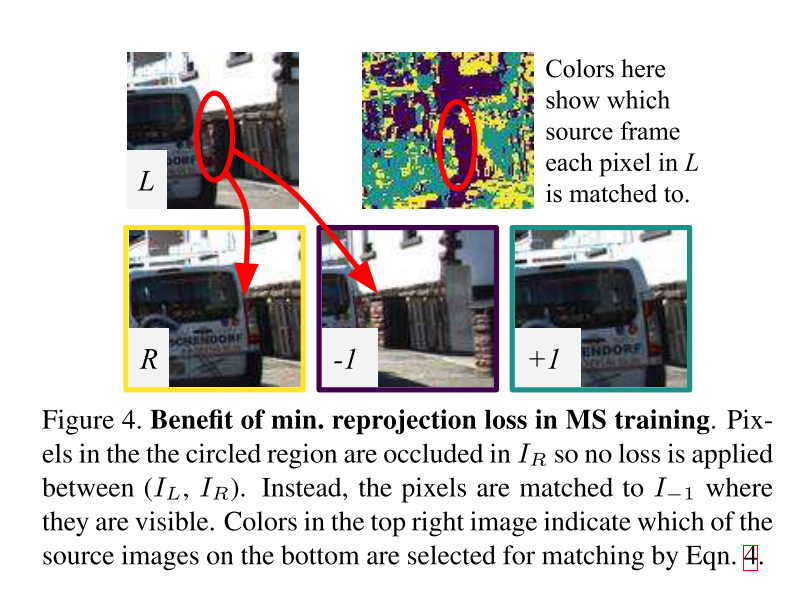 Colors here
show which
source frame
each pixel in L
is matched to.
DORF
L
SCHENDORF
R
-1
CHENDORF
+1
Figure 4. Benefit of min. reprojection loss in MS training. Pix-
els in the the circled region are occluded in I_R so no loss is applied
between (I_L, I_R). Instead, the pixels are matched to I_{-1} where
they are visible. Colors in the top right image indicate which of the
source images on the bottom are selected for matching by Eqn. 4.